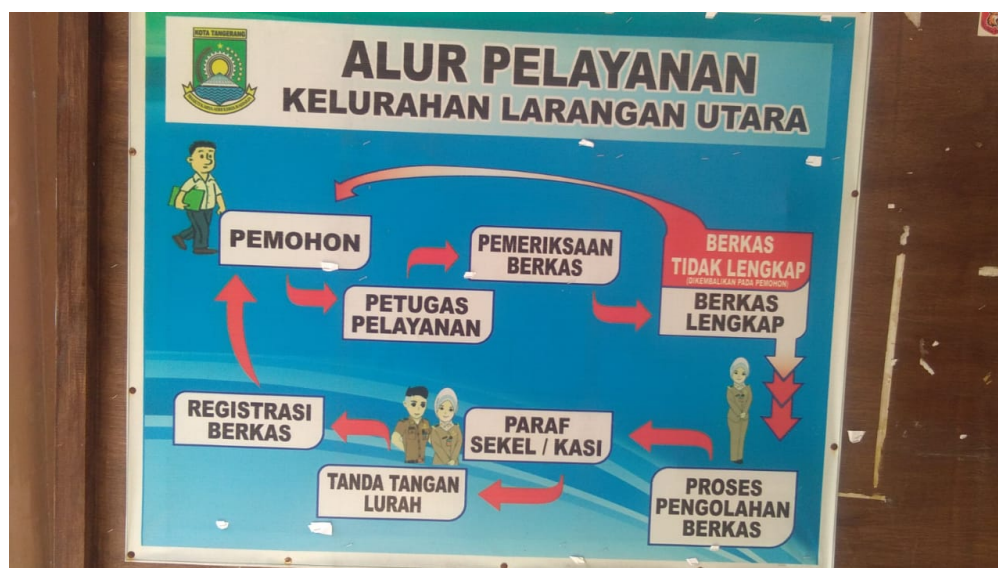 KOTA TANGERANG
ALUR PELAYANAN
KELURAHAN LARANGAN UTARA
PEMOHON
PETUGAS
PELAYANAN
PEMERIKSAAN
BERKAS
BERKAS
TIDAK LENGKAP
(DIKEMBALIKAN PADA PEMOHON)
BERKAS
LENGKAP
PROSES
PENGOLAHAN
BERKAS
PARAF
SEKEL / KASI
TANDA TANGAN
LURAH
REGISTRASI
BERKAS